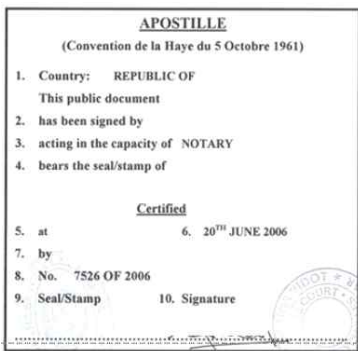 APOSTILLE
(Convention de la Haye du 5 Octobre 1961)
1. Country: REPUBLIC OF
This public document
2. has been signed by
3. acting in the capacity of NOTARY
4. bears the seal/stamp of
Certified
5. at 6. 20TH JUNE 2006
7. by
8. No. 7526 OF 2006
9. Seal/Stamp 10. Signature
COURT